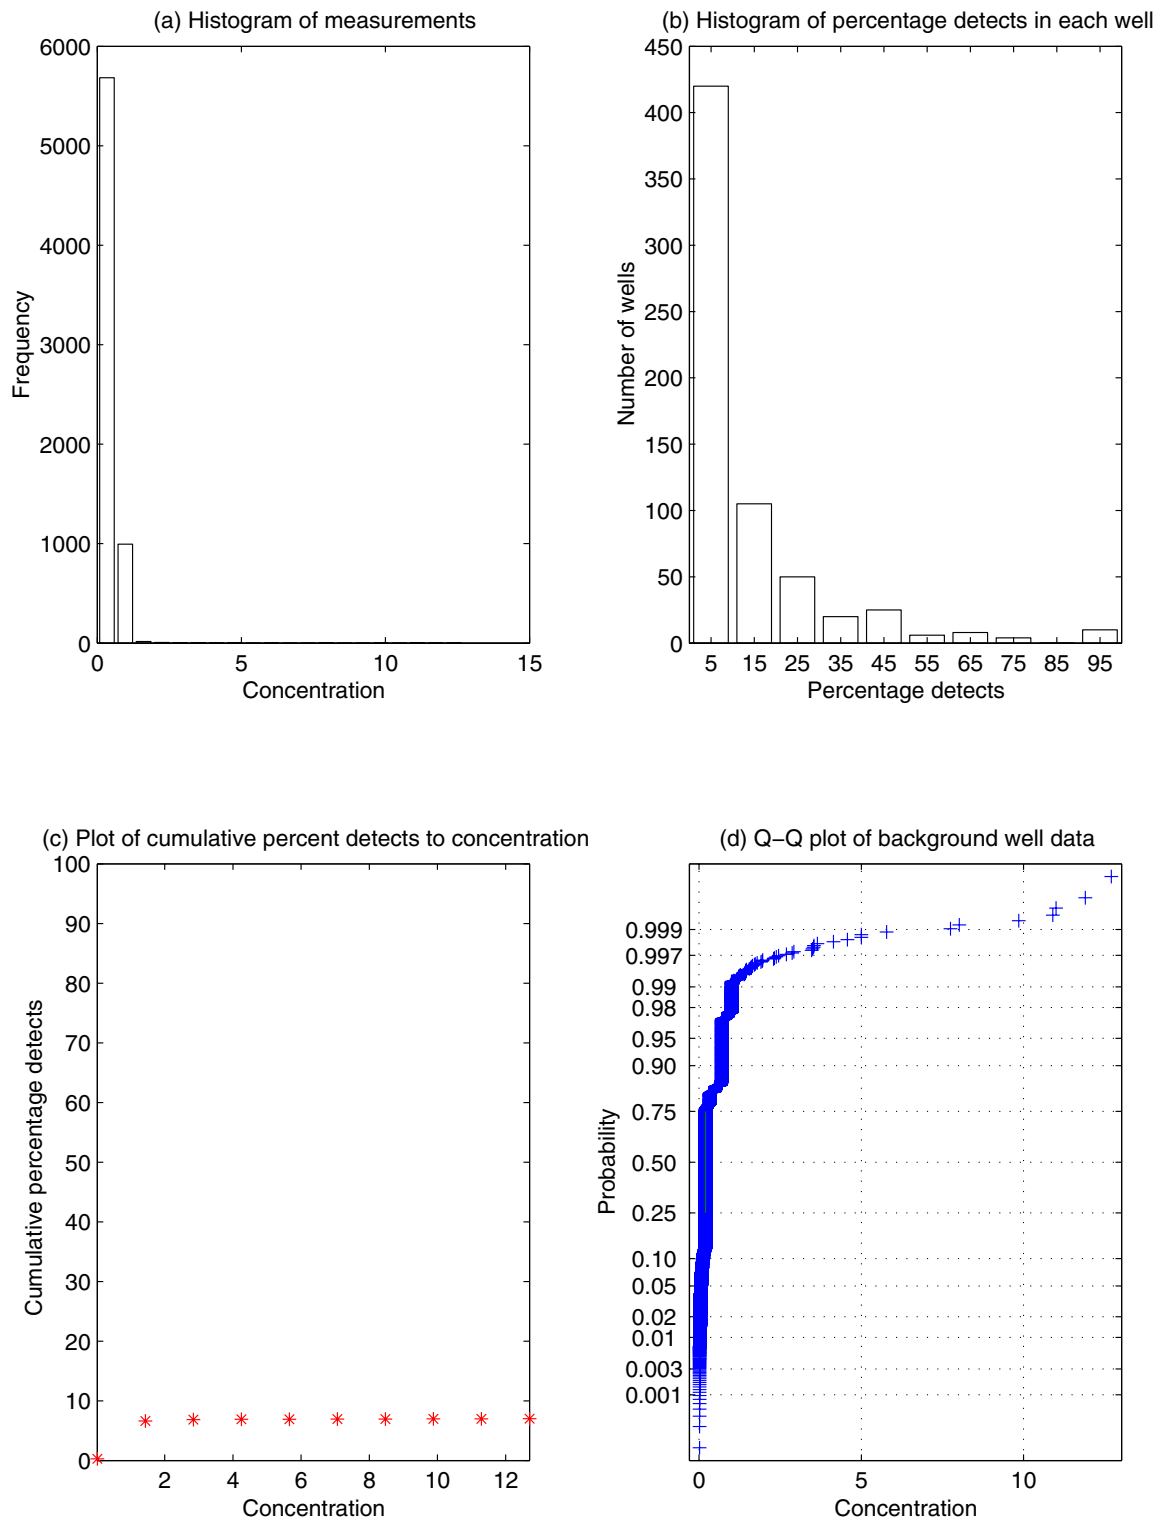 (a) Histogram of measurements
6000
5000
4000
3000
2000
1000
0
Frequency
0 5 10 15
Concentration
(b) Histogram of percentage detects in each well
450
400
350
300
250
200
150
100
50
0
Number of wells
5 15 25 35 45 55 65 75 85 95
Percentage detects
(c) Plot of cumulative percent detects to concentration
100
90
80
70
60
50
40
30
20
10
0
Cumulative percentage detects
2 4 6 8 10 12
Concentration
(d) Q−Q plot of background well data
0.999
0.997
0.99
0.98
0.95
0.90
0.75
0.50
0.25
0.10
0.05
0.02
0.01
0.003
0.001
Probability
0 5 10
Concentration